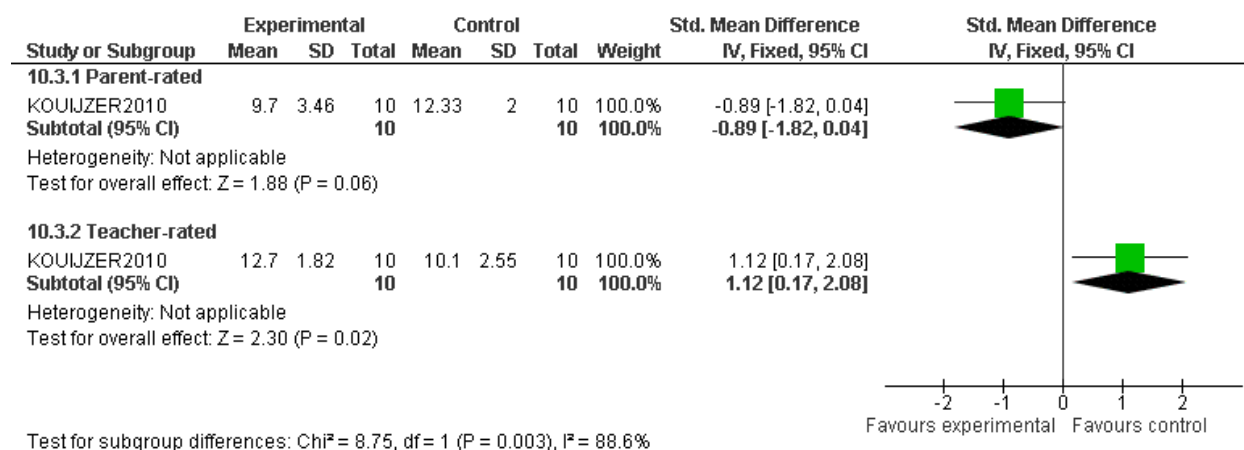 Experimental Control Std. Mean Difference Std. Mean Difference
Study or Subgroup Mean SD Total Mean SD Total Weight IV, Fixed, 95% CI IV, Fixed, 95% CI
10.3.1 Parent-rated
KOUIJZER2010 9.7 3.46 10 12.33 2 10 100.0% -0.89 [-1.82, 0.04]
Subtotal (95% CI) 10 10 100.0% -0.89 [-1.82, 0.04]
Heterogeneity: Not applicable
Test for overall effect: Z = 1.88 (P = 0.06)
10.3.2 Teacher-rated
KOUIJZER2010 12.7 1.82 10 10.1 2.55 10 100.0% 1.12 [0.17, 2.08]
Subtotal (95% CI) 10 10 100.0% 1.12 [0.17, 2.08]
Heterogeneity: Not applicable
Test for overall effect: Z = 2.30 (P = 0.02)
-2 -1 0 1 2
Favours experimental Favours control
Test for subgroup differences: Chi² = 8.75, df = 1 (P = 0.003), I² = 88.6%